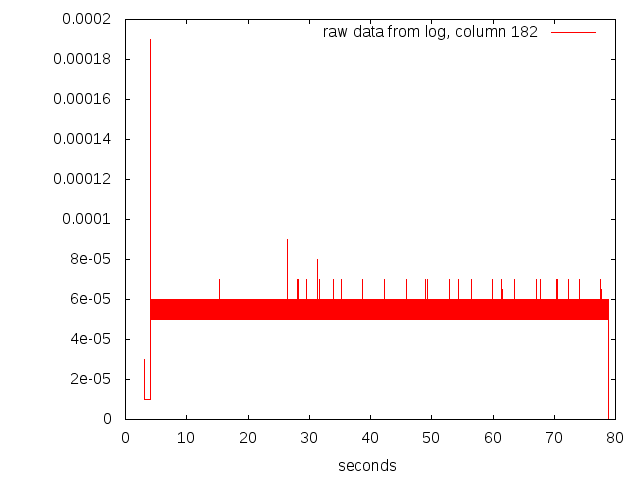 0.0002
raw data from log, column 182
0.00018
0.00016
0.00014
0.00012
0.0001
8e-05
6e-05
4e-05
2e-05
0
0 10 20 30 40 50 60 70 80
seconds